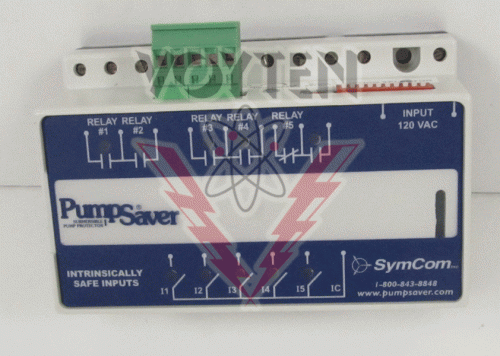 VOYTEN
RELAY #1
RELAY #2
RELAY #3
RELAY #4
RELAY #5
INPUT
120 VAC
PumpSaver
SUBMERSIBLE
PUMP PROTECTOR
INTRINSICALLY
SAFE INPUTS
I1 I2 I3 I4 I5 IC
SymCom
1-800-843-8848
www.pumpsaver.com